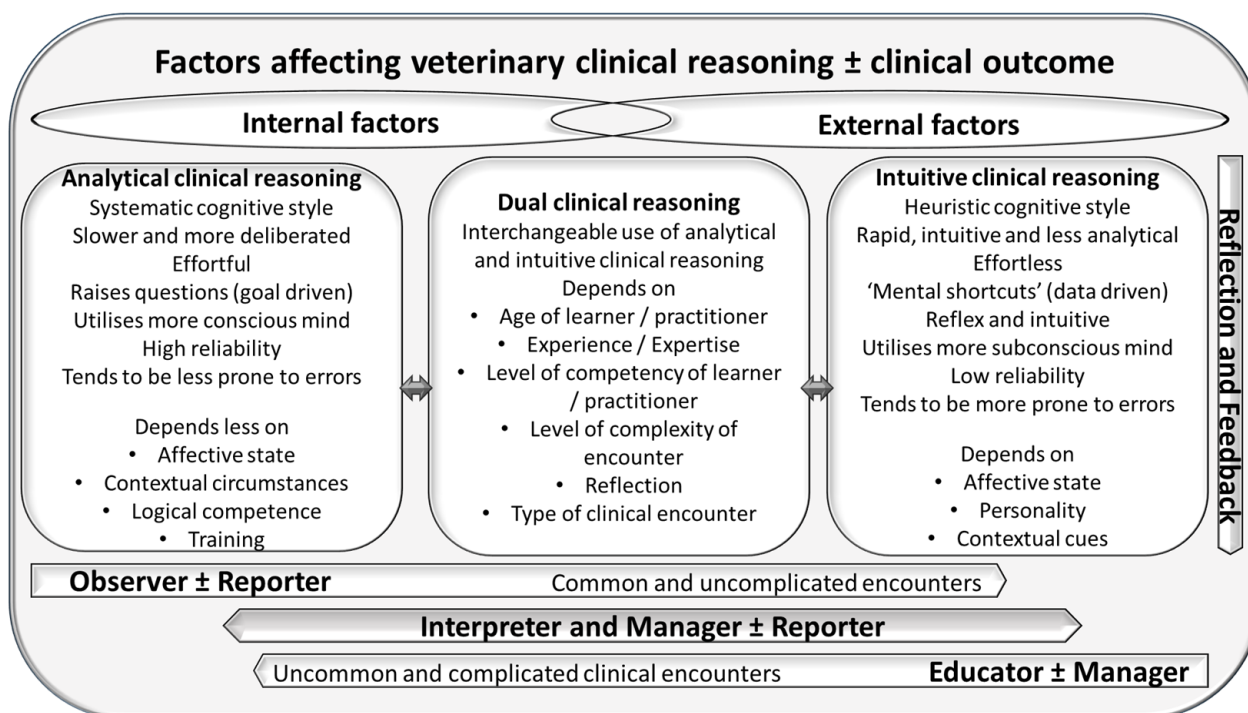 Factors affecting veterinary clinical reasoning ± clinical outcome
Internal factors
External factors
Analytical clinical reasoning
Systematic cognitive style
Slower and more deliberated
Effortful
Raises questions (goal driven)
Utilises more conscious mind
High reliability
Tends to be less prone to errors
Depends less on
• Affective state
• Contextual circumstances
• Logical competence
• Training
Dual clinical reasoning
Interchangeable use of analytical
and intuitive clinical reasoning
Depends on
• Age of learner / practitioner
• Experience / Expertise
• Level of competency of learner
/ practitioner
• Level of complexity of
encounter
• Reflection
• Type of clinical encounter
Intuitive clinical reasoning
Heuristic cognitive style
Rapid, intuitive and less analytical
Effortless
‘Mental shortcuts’ (data driven)
Reflex and intuitive
Utilises more subconscious mind
Low reliability
Tends to be more prone to errors
Depends on
• Affective state
• Personality
• Contextual cues
Reflection and Feedback
Observer ± Reporter
Common and uncomplicated encounters
Interpreter and Manager ± Reporter
Uncommon and complicated clinical encounters
Educator ± Manager